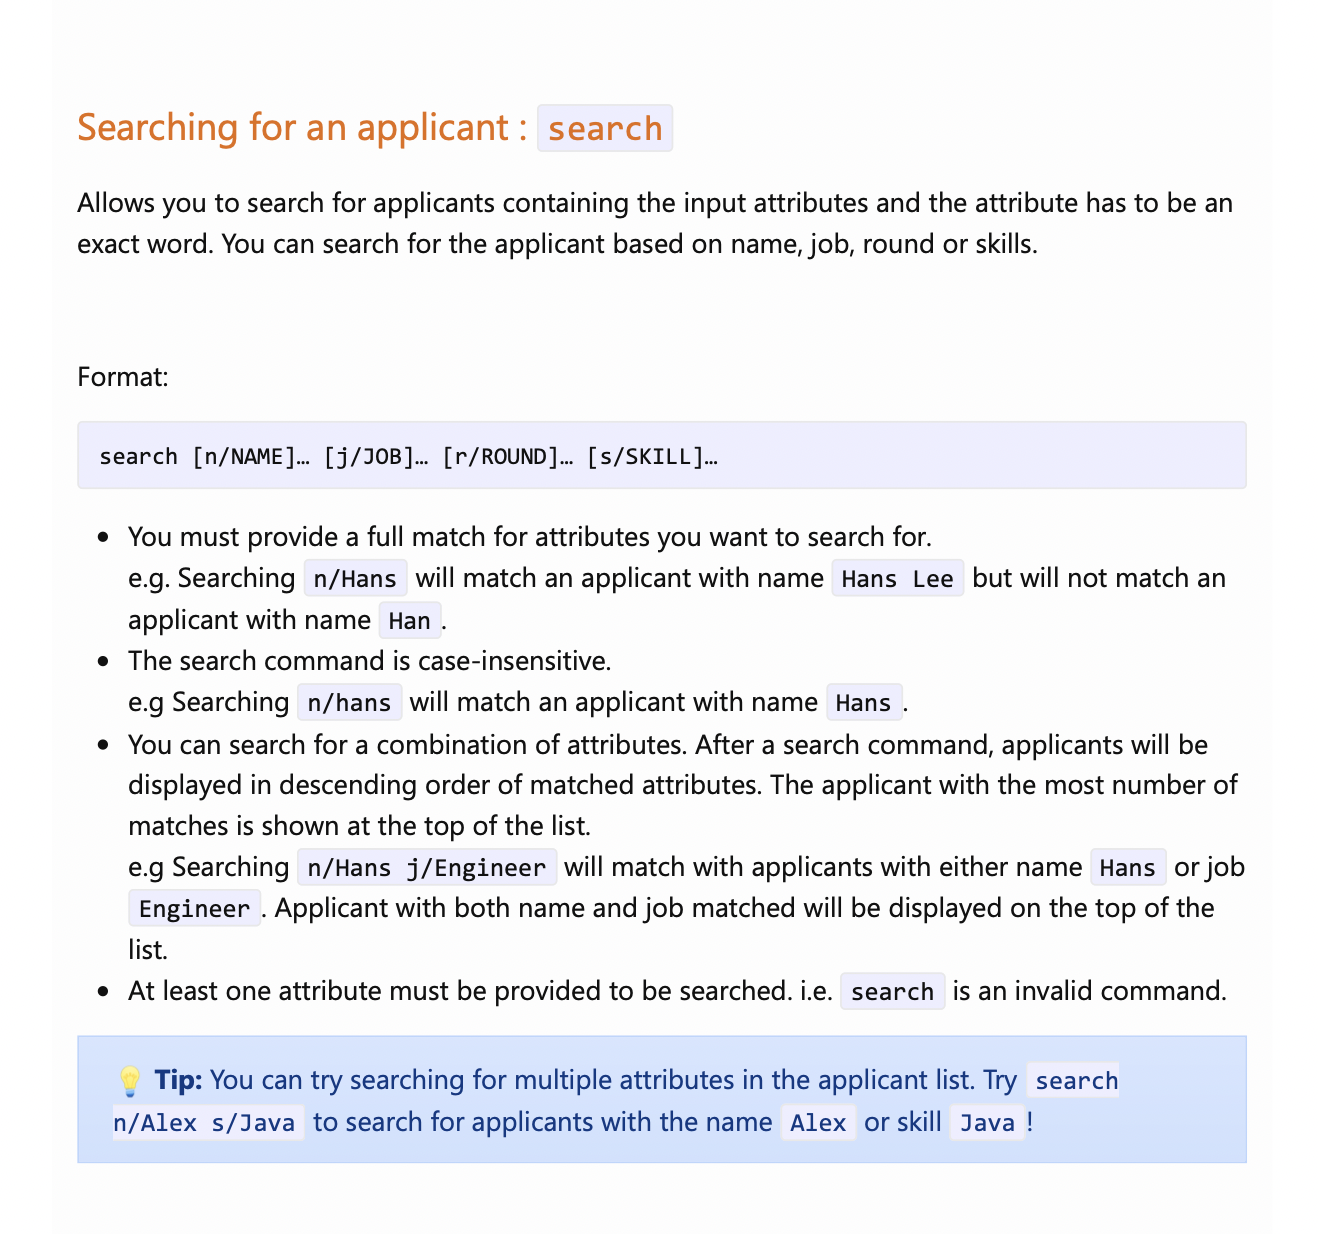 Searching for an applicant : search
Allows you to search for applicants containing the input attributes and the attribute has to be an
exact word. You can search for the applicant based on name, job, round or skills.
Format:
search [n/NAME]… [j/JOB]… [r/ROUND]… [s/SKILL]…
• You must provide a full match for attributes you want to search for.
e.g. Searching n/Hans will match an applicant with name Hans Lee but will not match an
applicant with name Han .
• The search command is case-insensitive.
e.g Searching n/hans will match an applicant with name Hans .
• You can search for a combination of attributes. After a search command, applicants will be
displayed in descending order of matched attributes. The applicant with the most number of
matches is shown at the top of the list.
e.g Searching n/Hans j/Engineer will match with applicants with either name Hans or job
Engineer . Applicant with both name and job matched will be displayed on the top of the
list.
• At least one attribute must be provided to be searched. i.e. search is an invalid command.
💡 Tip: You can try searching for multiple attributes in the applicant list. Try search
n/Alex s/Java to search for applicants with the name Alex or skill Java !